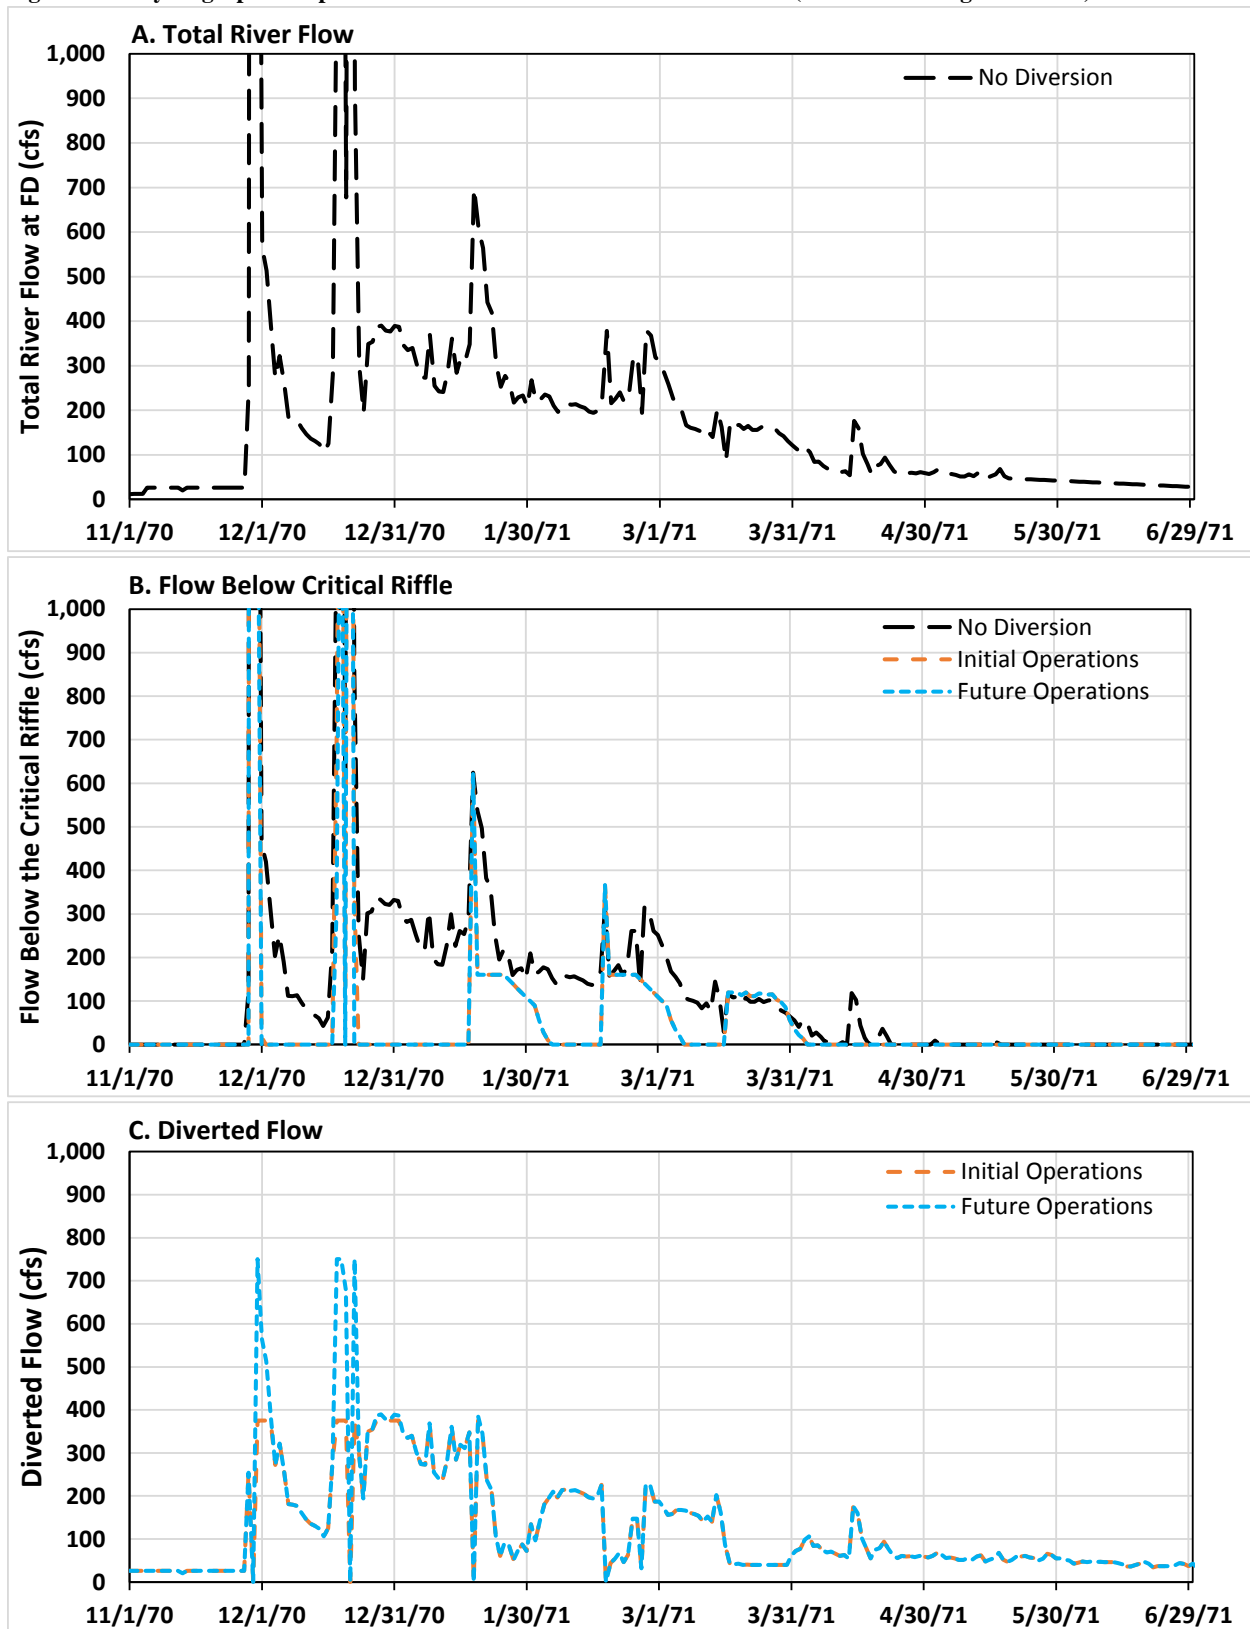 A. Total River Flow
1,000
900
800
700
600
500
400
300
200
100
0
Total River Flow at FD (cfs)
No Diversion
11/1/70 12/1/70 12/31/70 1/30/71 3/1/71 3/31/71 4/30/71 5/30/71 6/29/71
B. Flow Below Critical Riffle
1,000
900
800
700
600
500
400
300
200
100
0
Flow Below the Critical Riffle (cfs)
No Diversion
Initial Operations
Future Operations
11/1/70 12/1/70 12/31/70 1/30/71 3/1/71 3/31/71 4/30/71 5/30/71 6/29/71
C. Diverted Flow
1,000
900
800
700
600
500
400
300
200
100
0
Diverted Flow (cfs)
Initial Operations
Future Operations
11/1/70 12/1/70 12/31/70 1/30/71 3/1/71 3/31/71 4/30/71 5/30/71 6/29/71